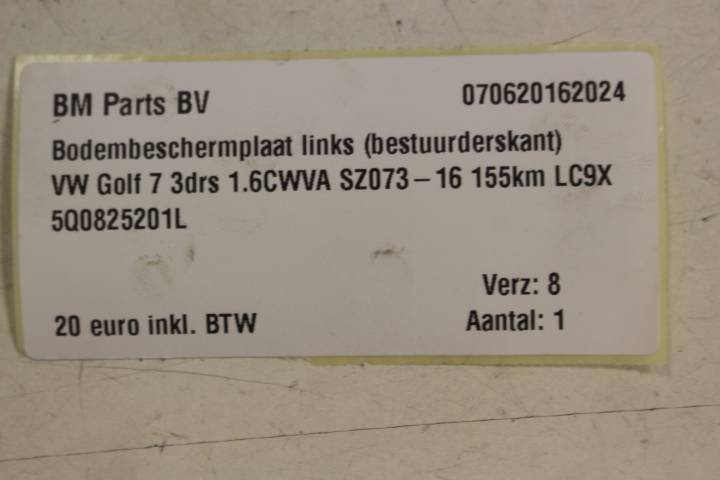 BM Parts BV 070620162024
Bodembeschermplaat links (bestuurderskant)
VW Golf 7 3drs 1.6CWVA SZ073-16 155km LC9X
5Q0825201L
Verz: 8
20 euro inkl. BTW Aantal: 1